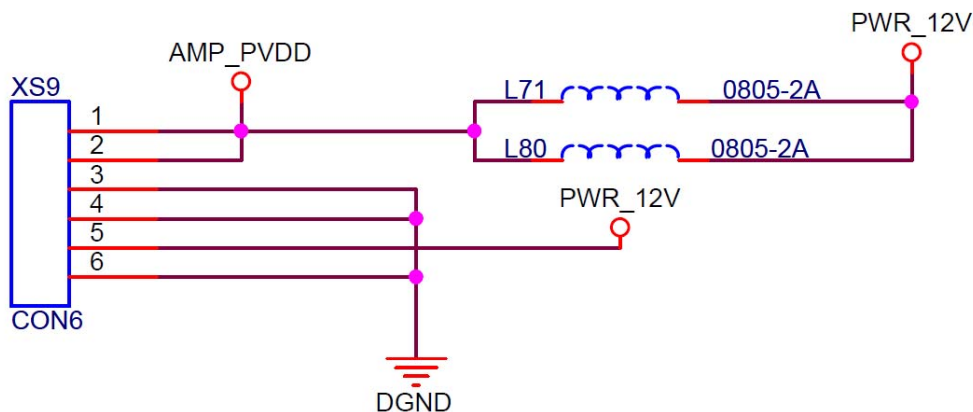 PWR_12V
AMP_PVDD
XS9
L71 0805-2A
1
L80 0805-2A
2
3
PWR_12V
4
5
6
CON6
DGND